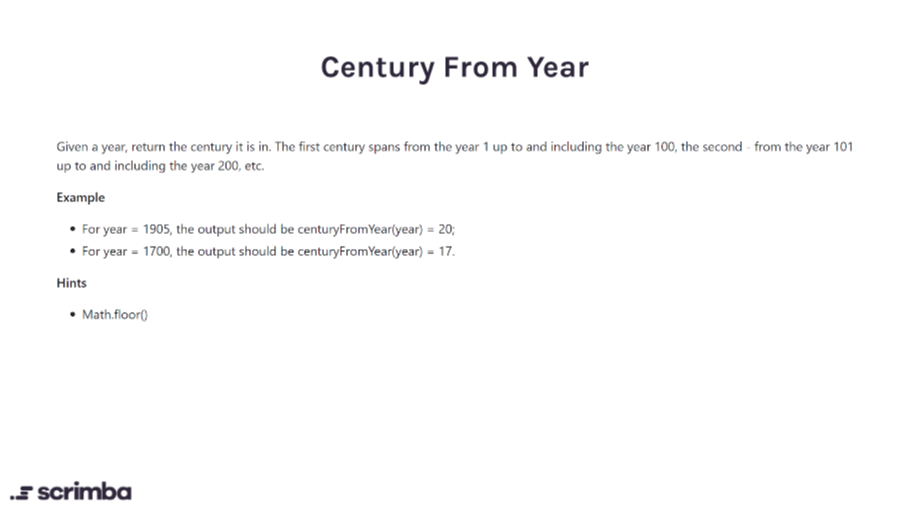 Century From Year
Given a year, return the century it is in. The first century spans from the year 1 up to and including the year 100, the second - from the year 101
up to and including the year 200, etc.
Example
• For year = 1905, the output should be centuryFromYear(year) = 20;
• For year = 1700, the output should be centuryFromYear(year) = 17.
Hints
• Math.floor()
scrimba